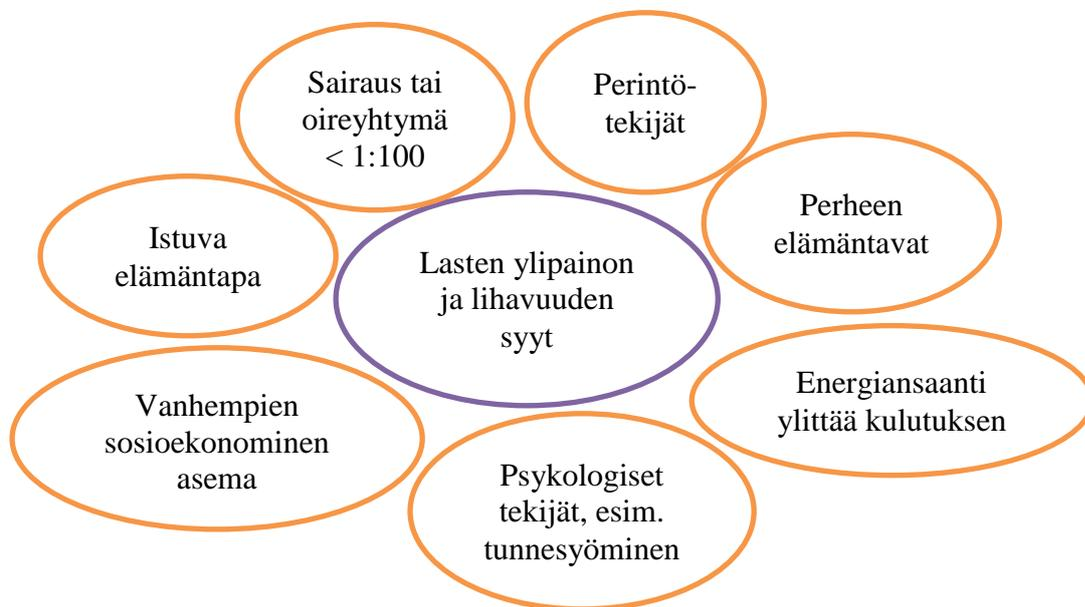 Sairaus tai
oireyhtymä
< 1:100
Perintö-
tekijät
Perheen
elämäntavat
Istuva
elämäntapa
Lasten ylipainon
ja lihavuuden
syyt
Energiansaanti
ylittää kulutuksen
Vanhempien
sosioekonominen
asema
Psykologiset
tekijät, esim.
tunnesyöminen